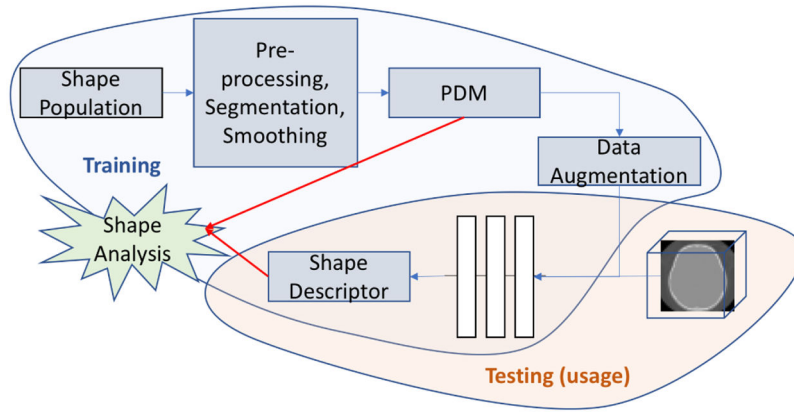 Shape
Population
Pre-
processing,
Segmentation,
Smoothing
PDM
Data
Augmentation
Training
Shape
Analysis
Shape
Descriptor
Testing (usage)